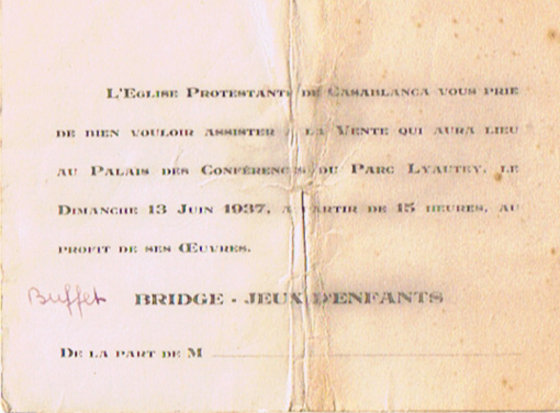 L'Eglise Protestante de Casablanca vous prie
de bien vouloir assister a la Vente qui aura lieu
au Palais des Conférences du Parc Lyautey, le
Dimanche 13 Juin 1937, a partir de 15 heures, au
profit de ses Œuvres.
Buffet BRIDGE - JEUX D'ENFANTS
De la part de M